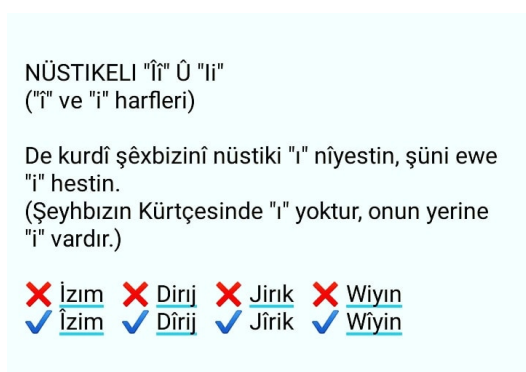 NÜSTIKELI "Îî" Û "Ii"
("î" ve "i" harfleri)
De kurdî şêxbizinî nüstiki "ı" nîyestin, şüni ewe
"i" hestin.
(Şeyhbızın Kürtçesinde "ı" yoktur, onun yerine
"i" vardır.)
❌ İzım ❌ Dirıj ❌ Jirık ❌ Wiyın
✔ Îzim ✔ Dîrij ✔ Jîrik ✔ Wîyin